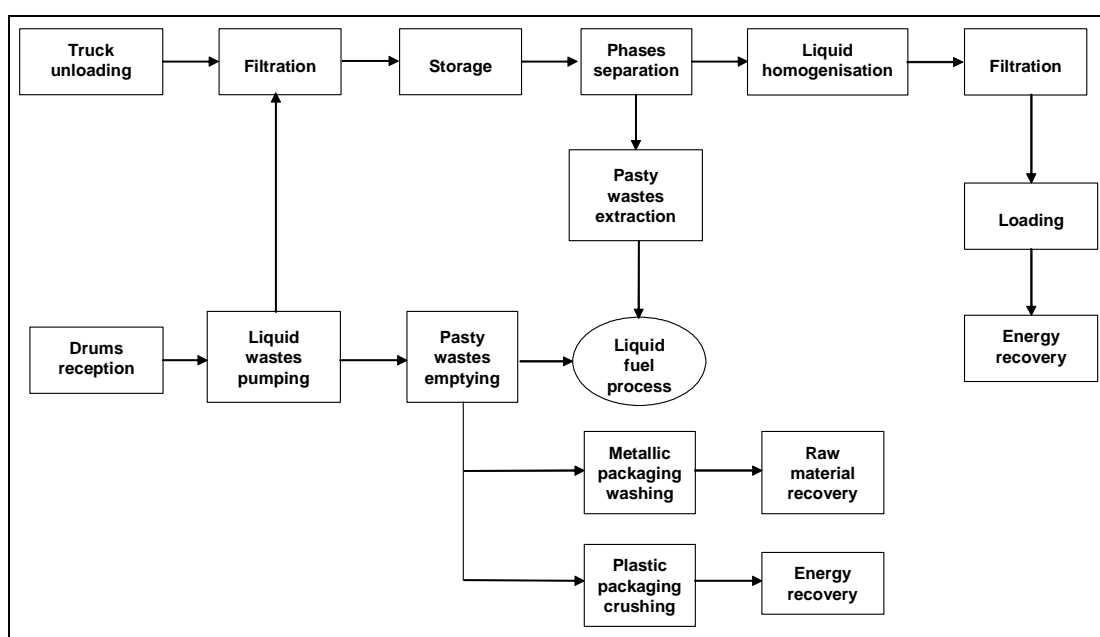 Truck
unloading
Filtration
Storage
Phases
separation
Liquid
homogenisation
Filtration
Pasty
wastes
extraction
Loading
Drums
reception
Liquid
wastes
pumping
Pasty
wastes
emptying
Liquid
fuel
process
Energy
recovery
Metallic
packaging
washing
Raw
material
recovery
Plastic
packaging
crushing
Energy
recovery